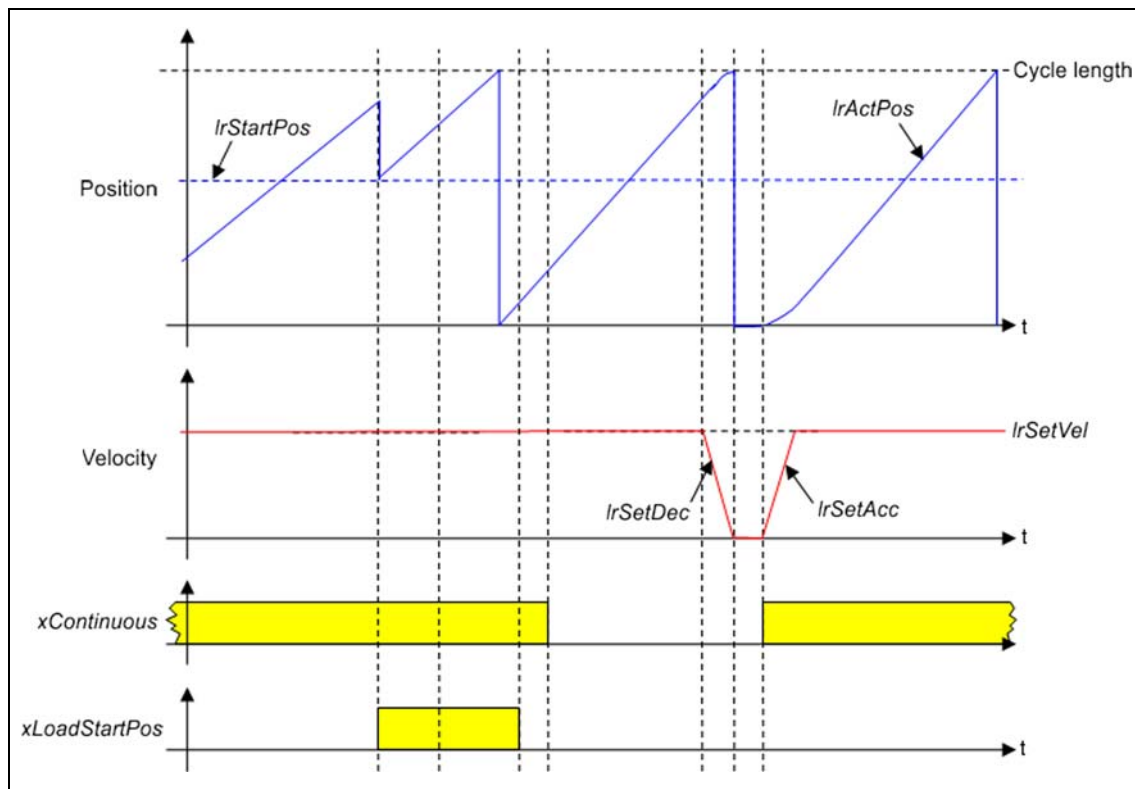 Cycle length
lrStartPos
lrActPos
Position
t
lrSetVel
Velocity
lrSetDec
lrSetAcc
t
xContinuous
xLoadStartPos
t